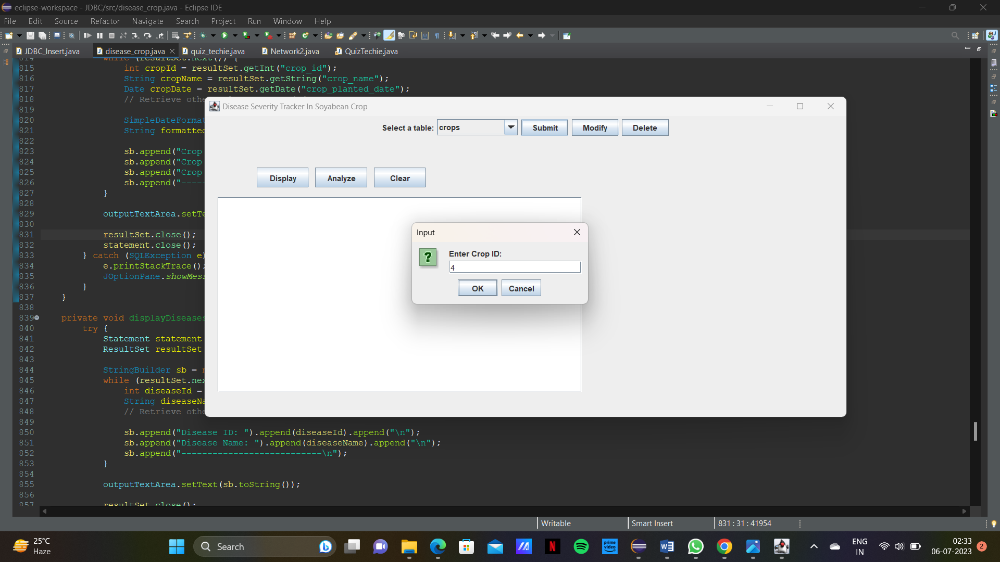 eclipse-workspace - JDBC/src/disease_crop.java - Eclipse IDE
File Edit Source Refactor Navigate Search Project Run Window Help
JDBC_Insert.java disease_crop.java quiz_techie.java Network2.java QuizTechie.java
814 while (resultSet.next()) {
815 int cropId = resultSet.getInt("crop_id");
816 String cropName = resultSet.getString("crop_name");
817 Date cropDate = resultSet.getDate("crop_planted_date");
818 // Retrieve othe
819
820 SimpleDateFormat
821 String formatted
822
823 sb.append("Crop
824 sb.append("Crop
825 sb.append("Crop
826 sb.append("-----
827 }
828
829 outputTextArea.setTe
830
831 resultSet.close();
832 statement.close();
833 } catch (SQLException e)
834 e.printStackTrace();
835 JOptionPane.showMess
836 }
837 }
838
839 private void displayDiseases
840 try {
841 Statement statement
842 ResultSet resultSet
843
844 StringBuilder sb = n
845 while (resultSet.nex
846 int diseaseId =
847 String diseaseNa
848 // Retrieve othe
849
850 sb.append("Disease ID: ").append(diseaseId).append("\n");
851 sb.append("Disease Name: ").append(diseaseName).append("\n");
852 sb.append("---------------------------\n");
853 }
854
855 outputTextArea.setText(sb.toString());
856
857 resultSet.close();
Disease Severity Tracker In Soyabean Crop
Select a table: crops Submit Modify Delete
Display Analyze Clear
Input
Enter Crop ID:
4
OK Cancel
Writable Smart Insert 831 : 31 : 41954
25°C
Haze
Search
prime video
ENG
IN
02:33
06-07-2023
2